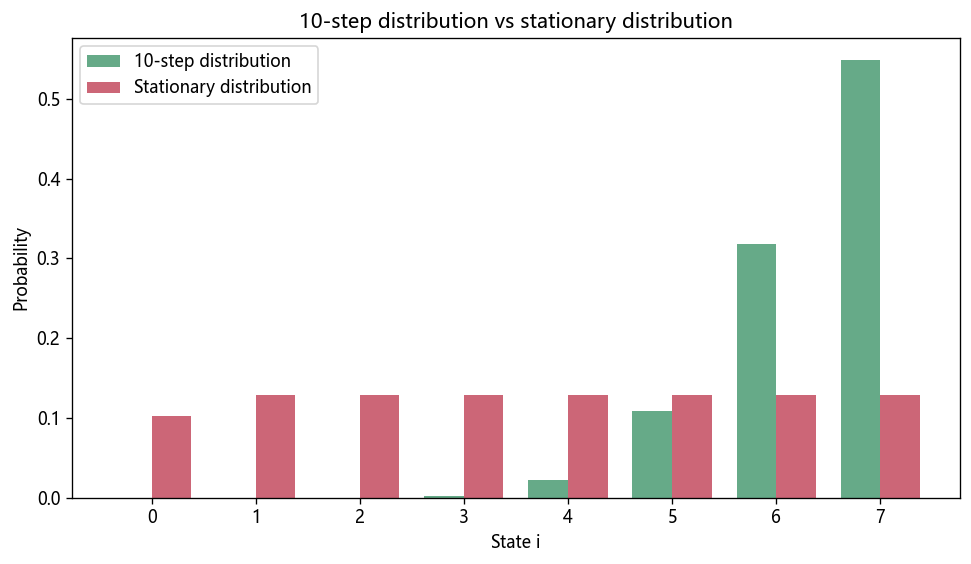 10-step distribution vs stationary distribution
10-step distribution
Stationary distribution
Probability
0.5
0.4
0.3
0.2
0.1
0.0
0 1 2 3 4 5 6 7
State i